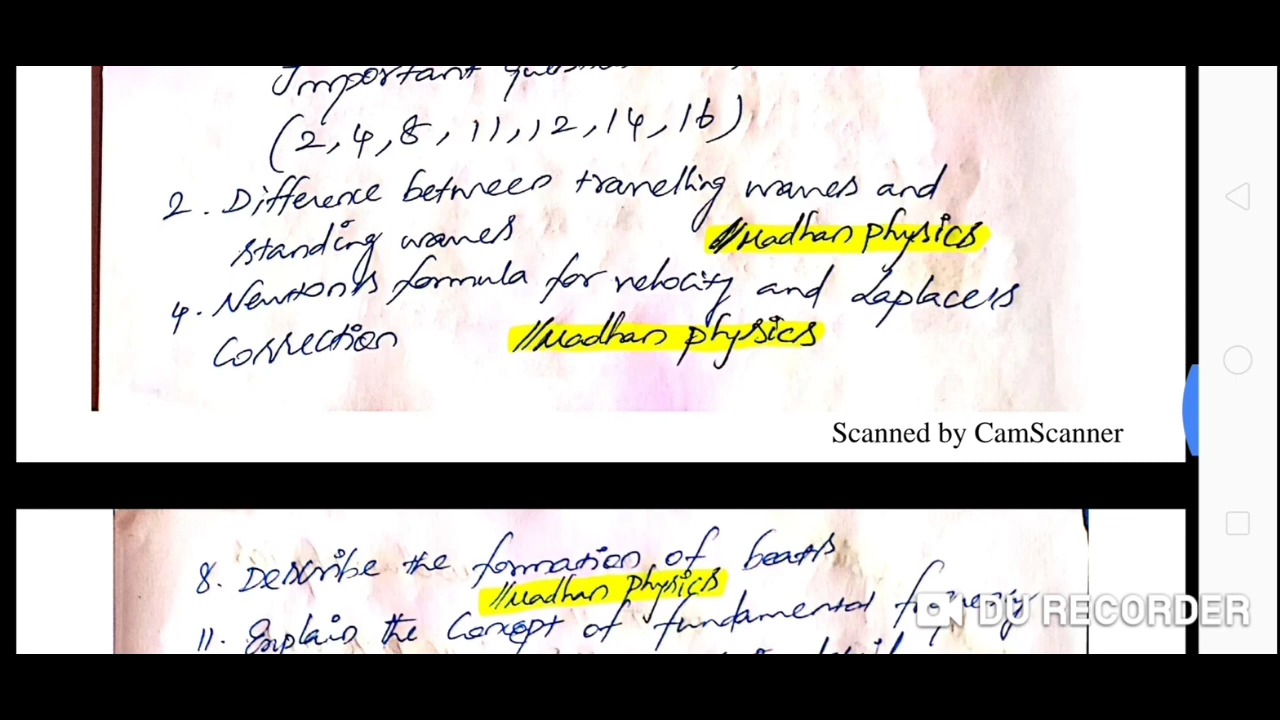 Important
(2, 4, 8, 11, 12, 14, 16)
2. Difference between travelling waves and
standing waves //Madhan physics
4. Newton's formula for velocity and Laplace's
correction //Madhan physics
Scanned by CamScanner
8. Describe the formation of beats
//Madhan physics
11. Explain the concept of fundamental frequency
DU RECORDER